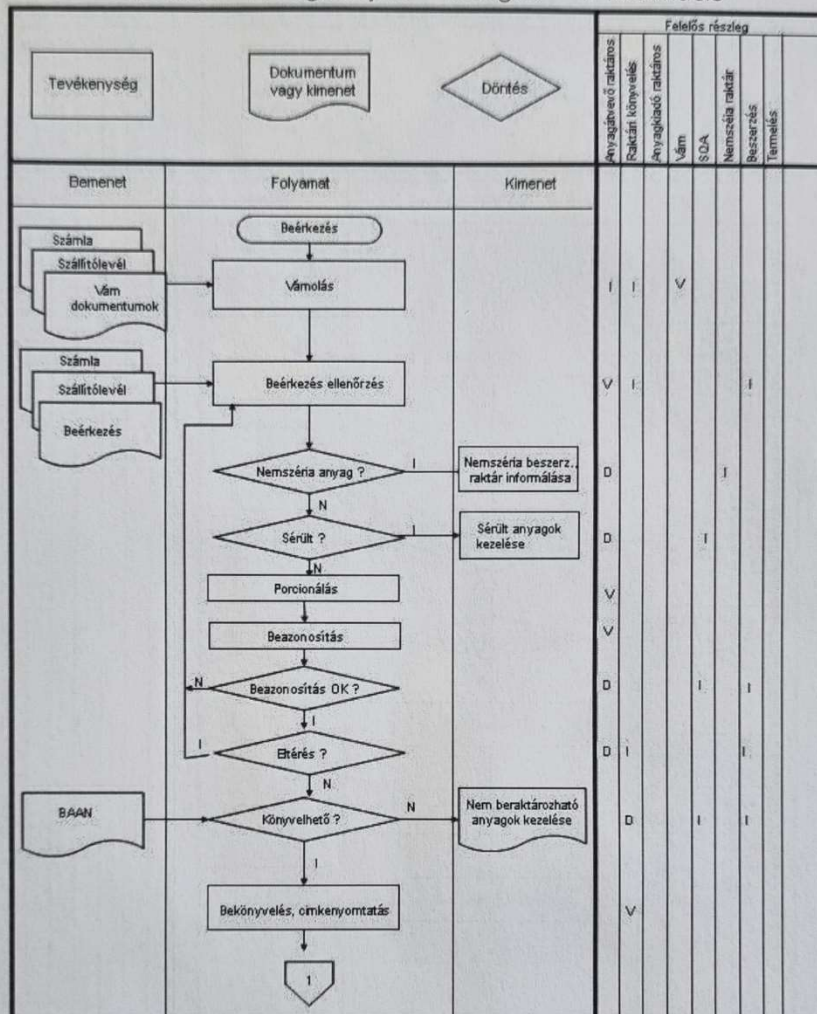 Felelős részleg
Tevékenység
Dokumentum
vagy kimenet
Döntés
Anyagátvevő raktáros
Raktári könyvelés
Anyagkiadó raktáros
Vám
SQA
Nemszéia raktár
Beszerzés
Termelés
Bemenet
Folyamat
Kimenet
Beérkezés
Számla
Szállítólevél
Vám
dokumentumok
Vámolás
I I V
Számla
Szállítólevél
Beérkezés
Beérkezés ellenőrzés
V I I
Nemszéria anyag ?
I
Nemszéria beszerz.,
raktár informálása
D I
N
Sérült ?
I
Sérült anyagok
kezelése
D I
N
Porcionálás
V
Beazonosítás
V
N
Beazonosítás OK ?
D I I
I
I
Eltérés ?
D I I
N
BAAN
Könyvelhető ?
N
Nem beraktározható
anyagok kezelése
D I I
I
Bekönyvelés, cimkenyomtatás
V
1